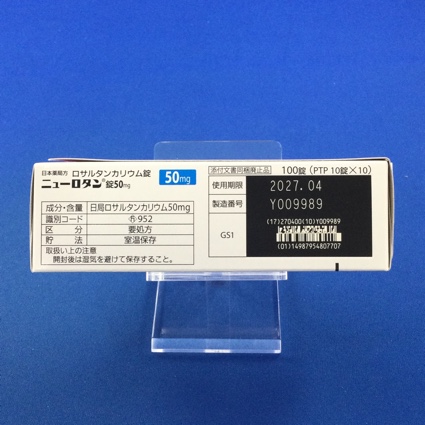 日本薬局方 ロサルタンカリウム錠
ニューロタン®錠50mg
50mg
成分・含量 日局ロサルタンカリウム50mg
識別コード 952
区分 要処方
貯法 室温保存
取扱い上の注意
開封後は湿気を避けて保存すること。
添付文書同梱廃止品 100錠 (PTP 10錠×10)
使用期限 2027.04
製造番号 Y009989
GS1
(17)270400(10)Y009989
(01)14987954807707